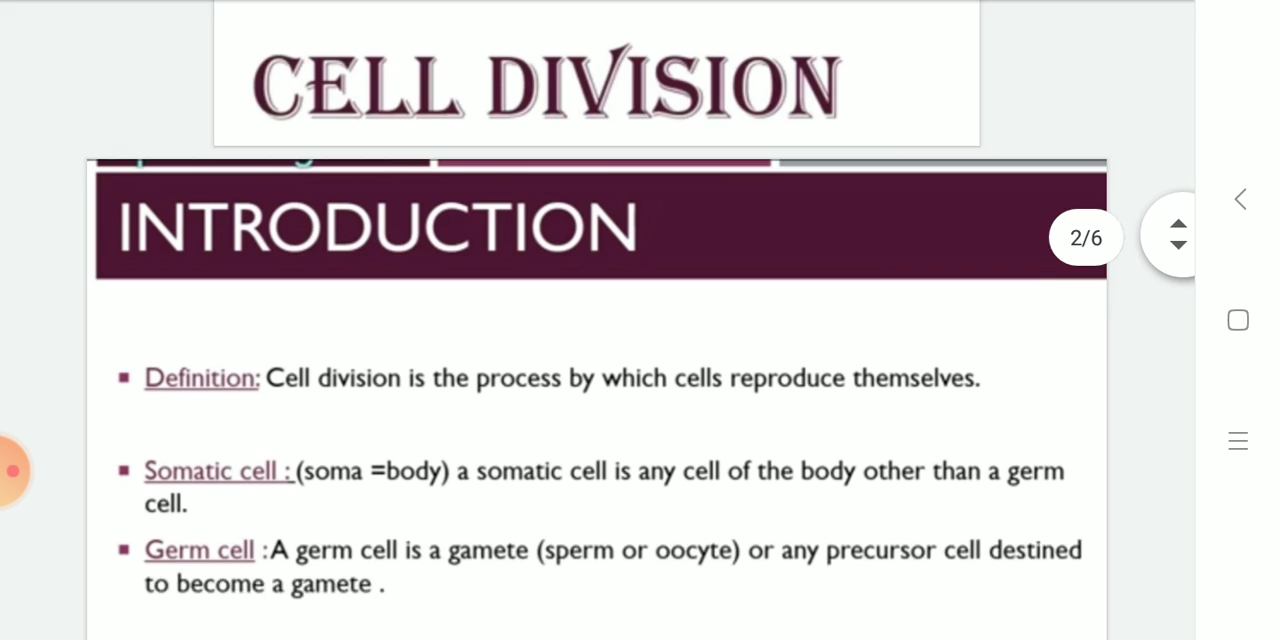 CELL DIVISION
INTRODUCTION
2/6
▪ Definition: Cell division is the process by which cells reproduce themselves.
▪ Somatic cell : (soma =body) a somatic cell is any cell of the body other than a germ
cell.
▪ Germ cell :A germ cell is a gamete (sperm or oocyte) or any precursor cell destined
to become a gamete .